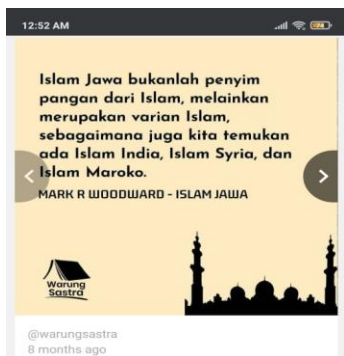 12:52 AM
Islam Jawa bukanlah penyim
pangan dari Islam, melainkan
merupakan varian Islam,
sebagaimana juga kita temukan
ada Islam India, Islam Syria, dan
Islam Maroko.
MARK R WOODWARD - ISLAM JAWA
Warung
Sastra
@warungsastra
8 months ago